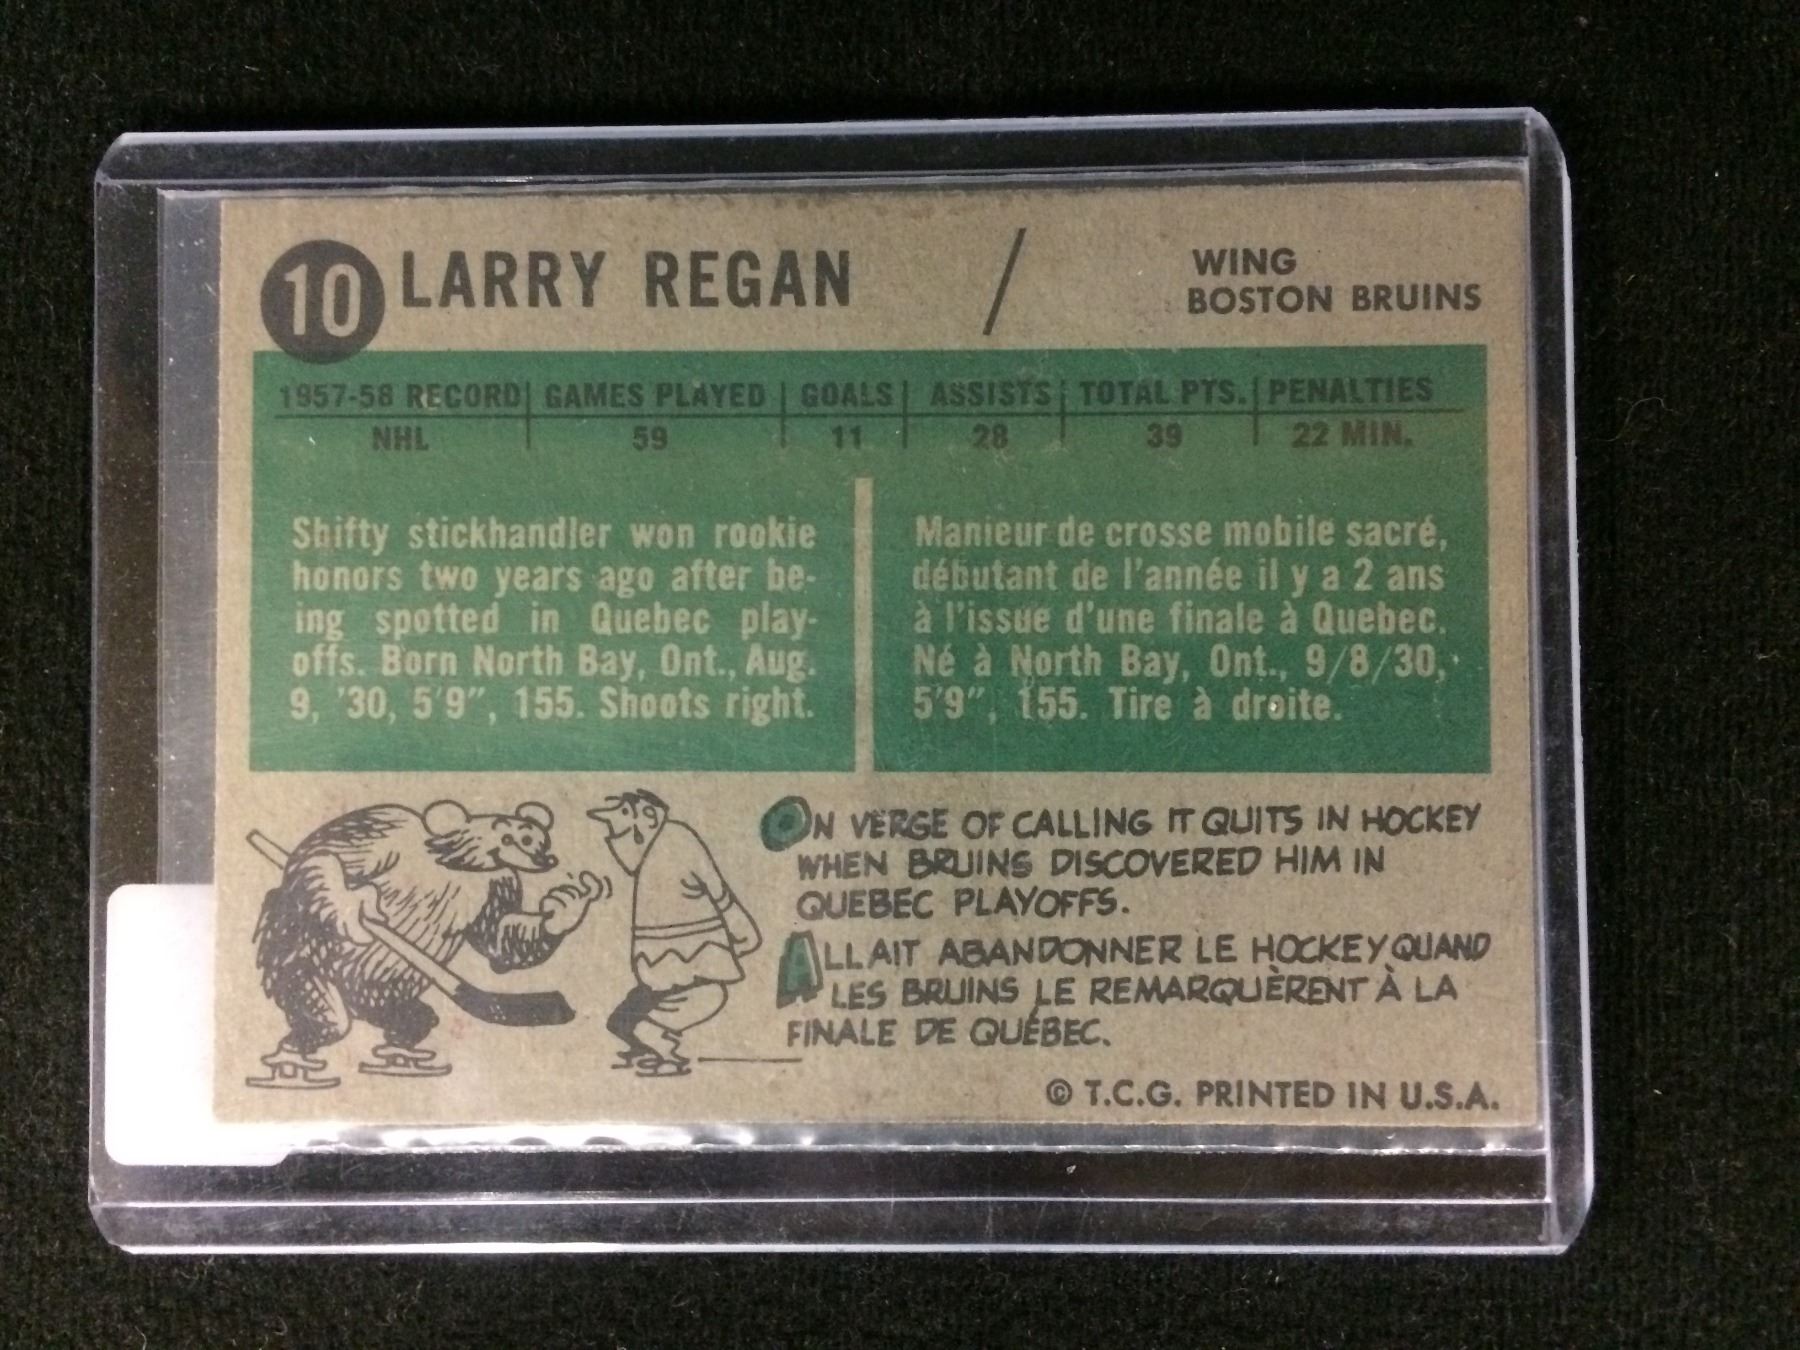 10 LARRY REGAN / WING
BOSTON BRUINS
1957-58 RECORD GAMES PLAYED GOALS ASSISTS TOTAL PTS. PENALTIES
NHL 59 11 28 39 22 MIN.
Shifty stickhandler won rookie
honors two years ago after be-
ing spotted in Quebec play-
offs. Born North Bay, Ont., Aug.
9, '30, 5'9", 155. Shoots right.
Manieur de crosse mobile sacré,
débutant de l'année il y a 2 ans
à l'issue d'une finale à Quebec.
Né à North Bay, Ont., 9/8/30,
5'9", 155. Tire à droite.
ON VERGE OF CALLING IT QUITS IN HOCKEY
WHEN BRUINS DISCOVERED HIM IN
QUEBEC PLAYOFFS.
ALLAIT ABANDONNER LE HOCKEY QUAND
LES BRUINS LE REMARQUÈRENT À LA
FINALE DE QUÉBEC.
© T.C.G. PRINTED IN U.S.A.